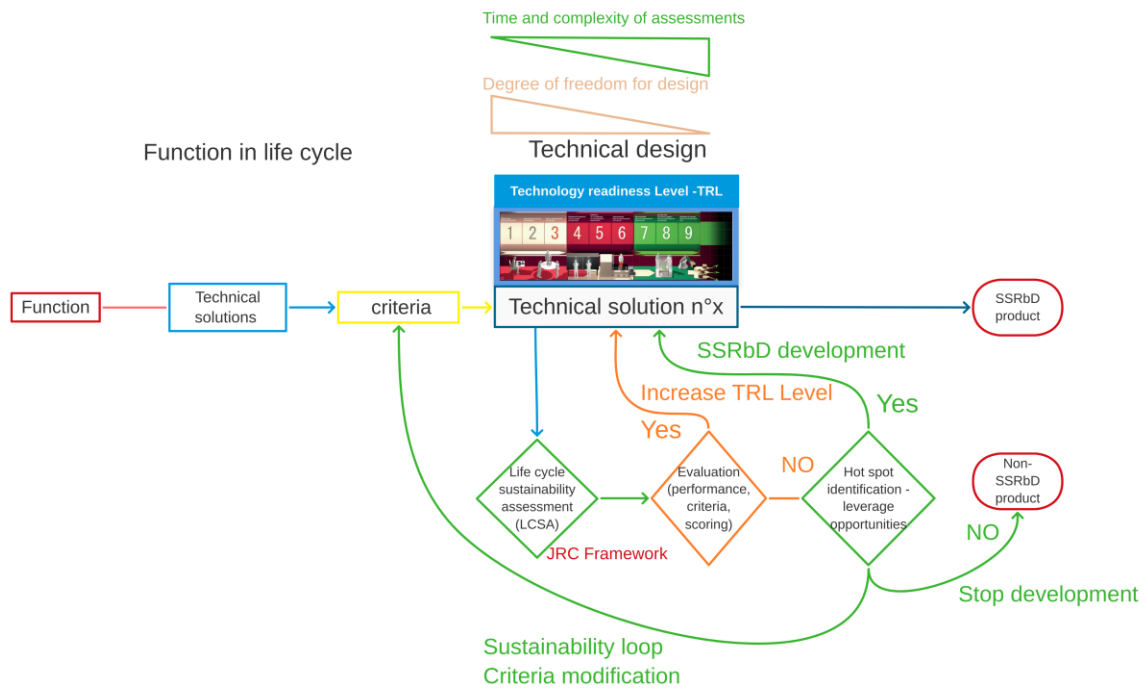 Time and complexity of assessments
Degree of freedom for design
Function in life cycle
Technical design
Technology readiness Level -TRL
1 2 3 4 5 6 7 8 9
Function
Technical
solutions
criteria
Technical solution n°x
SSRbD
product
SSRbD development
Increase TRL Level
Yes
Yes
Life cycle
sustainability
assessment
(LCSA)
Evaluation
(performance,
criteria,
scoring)
NO
Hot spot
identification -
leverage
opportunities
Non-
SSRbD
product
NO
JRC Framework
Stop development
Sustainability loop
Criteria modification